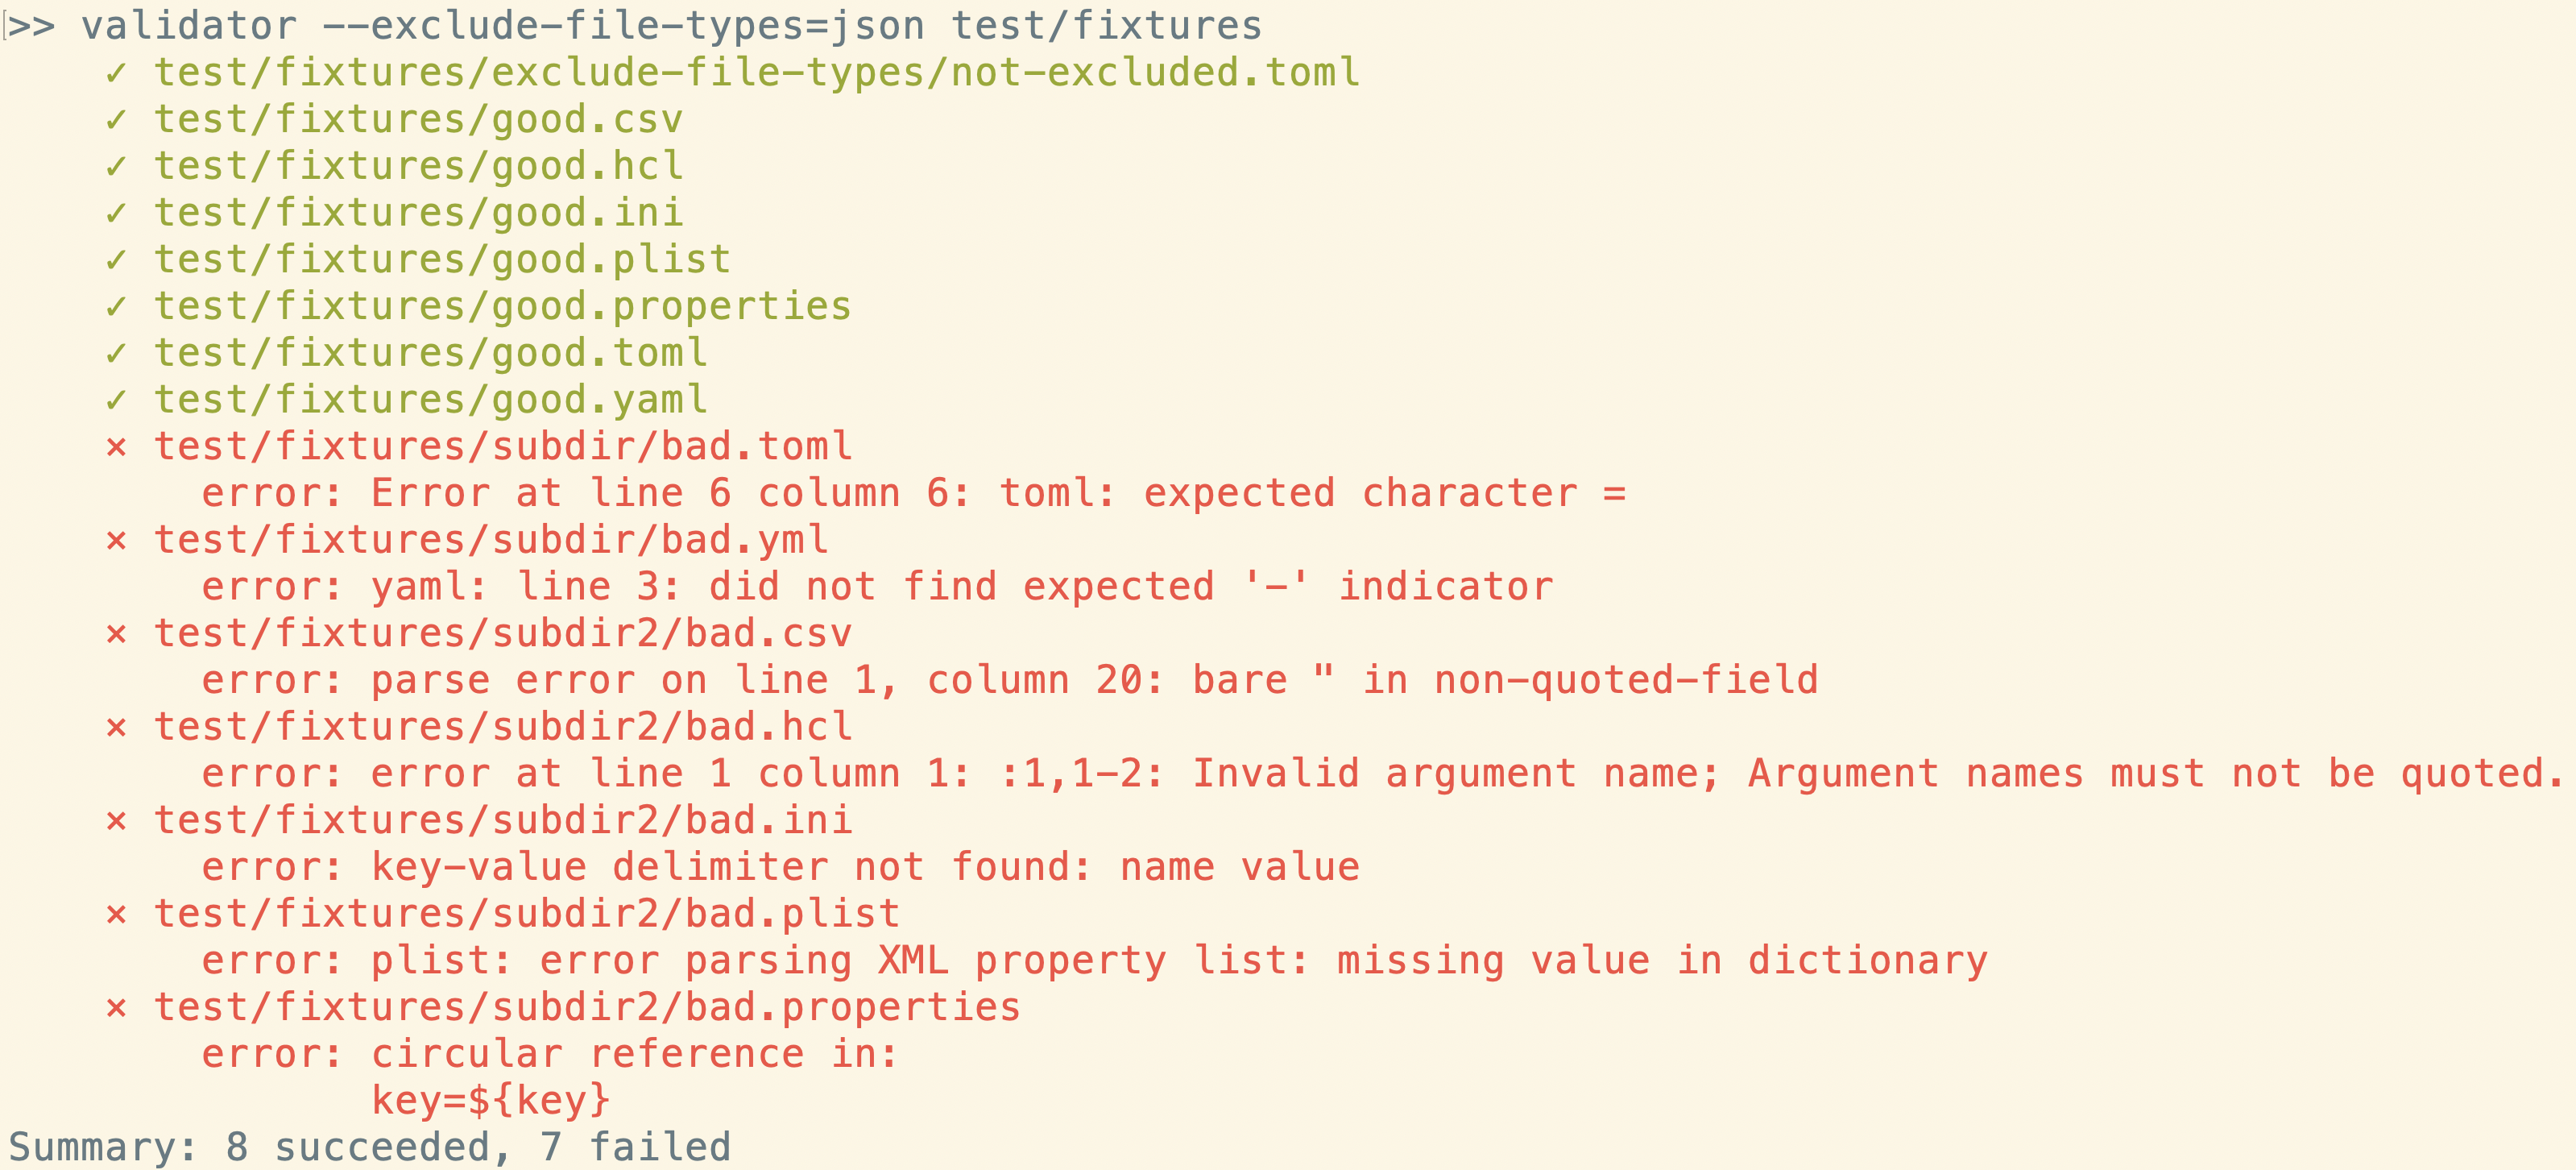 >> validator --exclude-file-types=json test/fixtures
✓ test/fixtures/exclude-file-types/not-excluded.toml
✓ test/fixtures/good.csv
✓ test/fixtures/good.hcl
✓ test/fixtures/good.ini
✓ test/fixtures/good.plist
✓ test/fixtures/good.properties
✓ test/fixtures/good.toml
✓ test/fixtures/good.yaml
× test/fixtures/subdir/bad.toml
error: Error at line 6 column 6: toml: expected character =
× test/fixtures/subdir/bad.yml
error: yaml: line 3: did not find expected '-' indicator
× test/fixtures/subdir2/bad.csv
error: parse error on line 1, column 20: bare " in non-quoted-field
× test/fixtures/subdir2/bad.hcl
error: error at line 1 column 1: :1,1-2: Invalid argument name; Argument names must not be quoted.
× test/fixtures/subdir2/bad.ini
error: key-value delimiter not found: name value
× test/fixtures/subdir2/bad.plist
error: plist: error parsing XML property list: missing value in dictionary
× test/fixtures/subdir2/bad.properties
error: circular reference in:
key=${key}
Summary: 8 succeeded, 7 failed